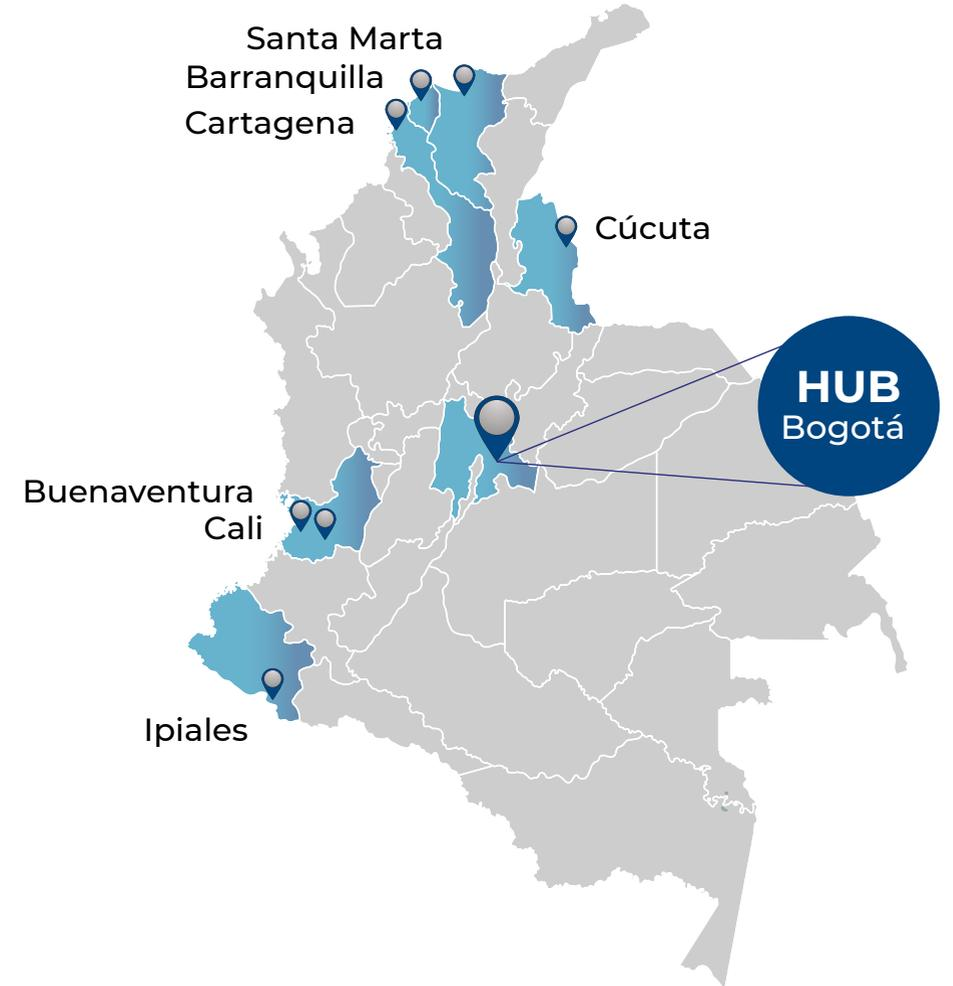 Santa Marta
Barranquilla
Cartagena
Cúcuta
HUB
Bogotá
Buenaventura
Cali
Ipiales